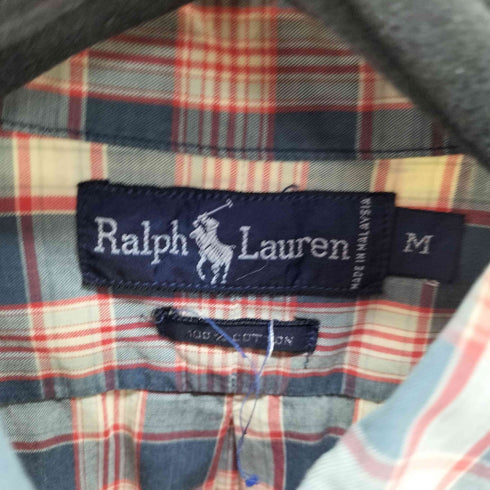 Ralph Lauren
MADE IN MALAYSIA
M
100% COTTON